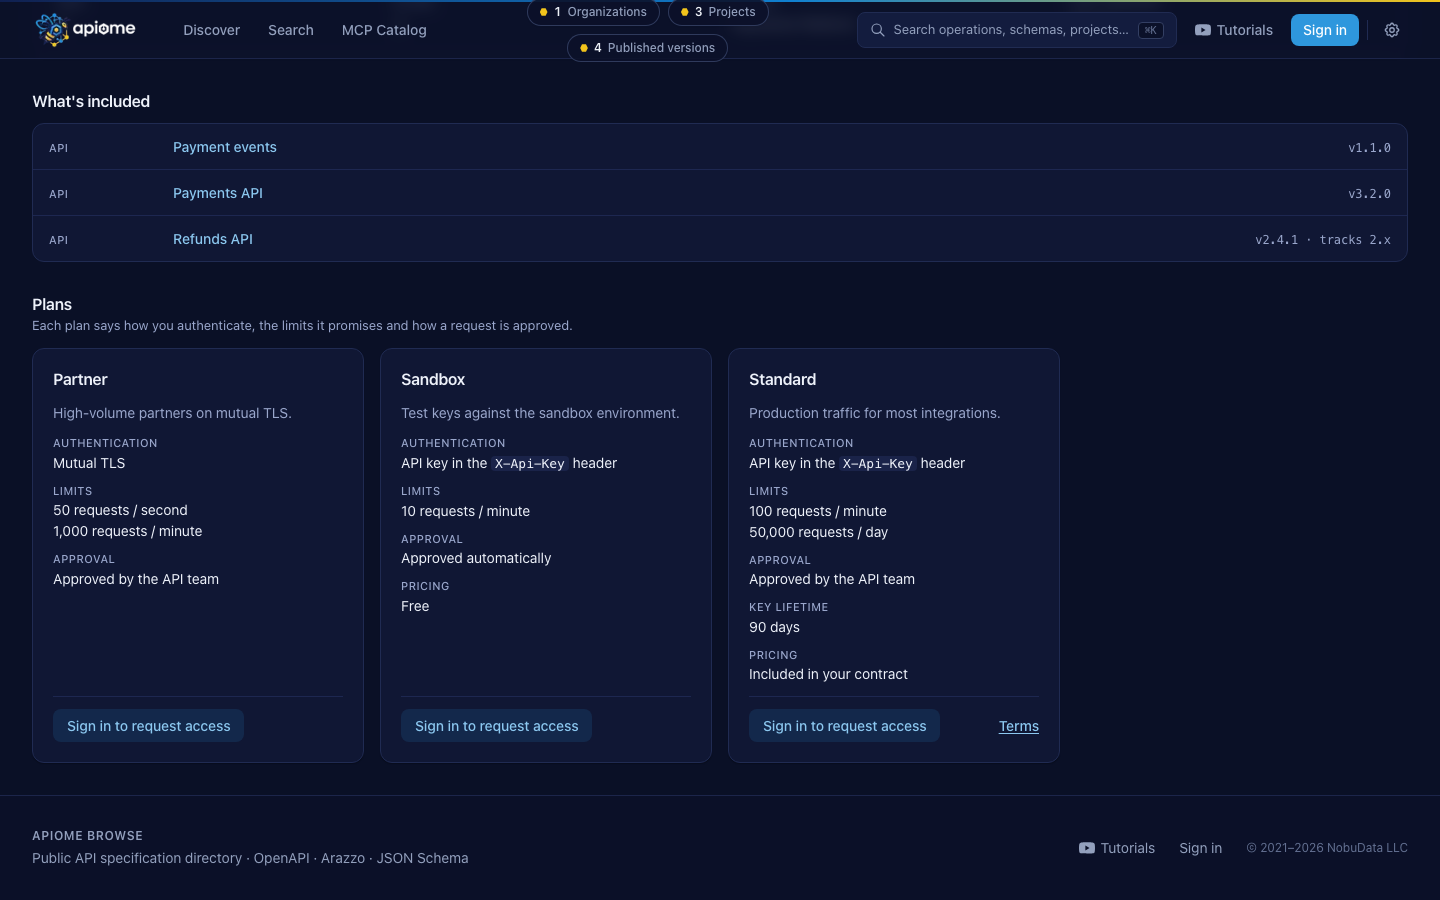 apiome
Discover
Search
MCP Catalog
1 Organizations
3 Projects
4 Published versions
Search operations, schemas, projects...
⌘K
Tutorials
Sign in
What's included
API Payment events v1.1.0
API Payments API v3.2.0
API Refunds API v2.4.1 · tracks 2.x
Plans
Each plan says how you authenticate, the limits it promises and how a request is approved.
Partner
High-volume partners on mutual TLS.
AUTHENTICATION
Mutual TLS
LIMITS
50 requests / second
1,000 requests / minute
APPROVAL
Approved by the API team
Sign in to request access
Sandbox
Test keys against the sandbox environment.
AUTHENTICATION
API key in the X-Api-Key header
LIMITS
10 requests / minute
APPROVAL
Approved automatically
PRICING
Free
Sign in to request access
Standard
Production traffic for most integrations.
AUTHENTICATION
API key in the X-Api-Key header
LIMITS
100 requests / minute
50,000 requests / day
APPROVAL
Approved by the API team
KEY LIFETIME
90 days
PRICING
Included in your contract
Sign in to request access
Terms
APIOME BROWSE
Public API specification directory · OpenAPI · Arazzo · JSON Schema
Tutorials
Sign in
© 2021–2026 NobuData LLC